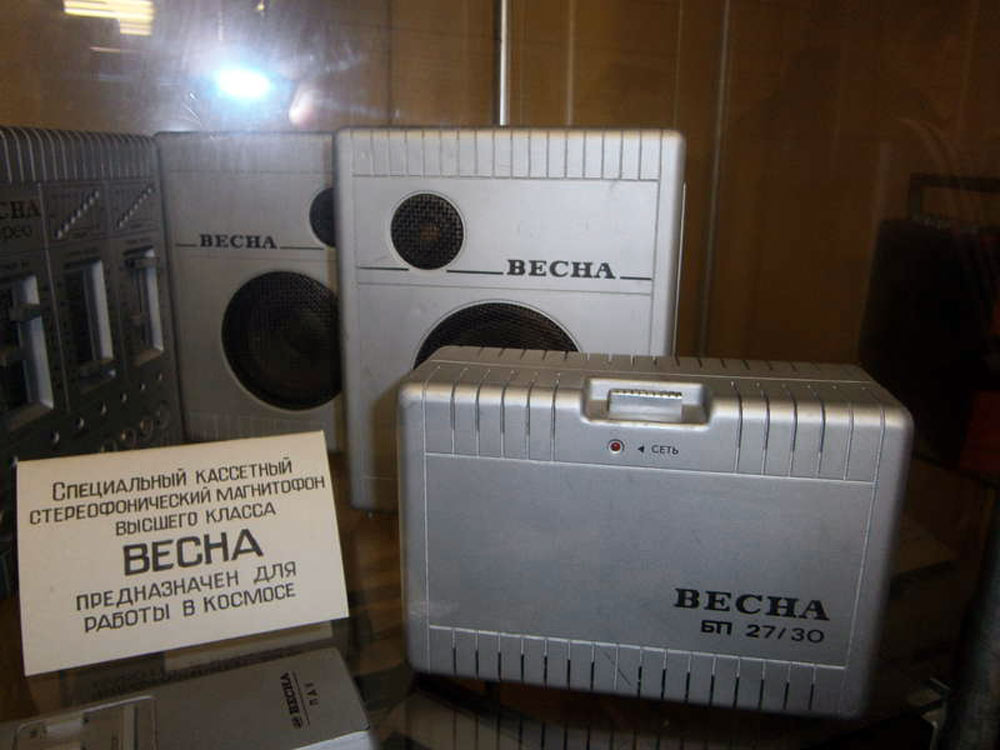 ВЕСНА
ВЕСНА
СЕТЬ
ВЕСНА
БП 27/30
СПЕЦИАЛЬНЫЙ КАССЕТНЫЙ
СТЕРЕОФОНИЧЕСКИЙ МАГНИТОФОН
ВЫСШЕГО КЛАССА
ВЕСНА
ПРЕДНАЗНАЧЕН ДЛЯ
РАБОТЫ В КОСМОСЕ
ВЕСНА